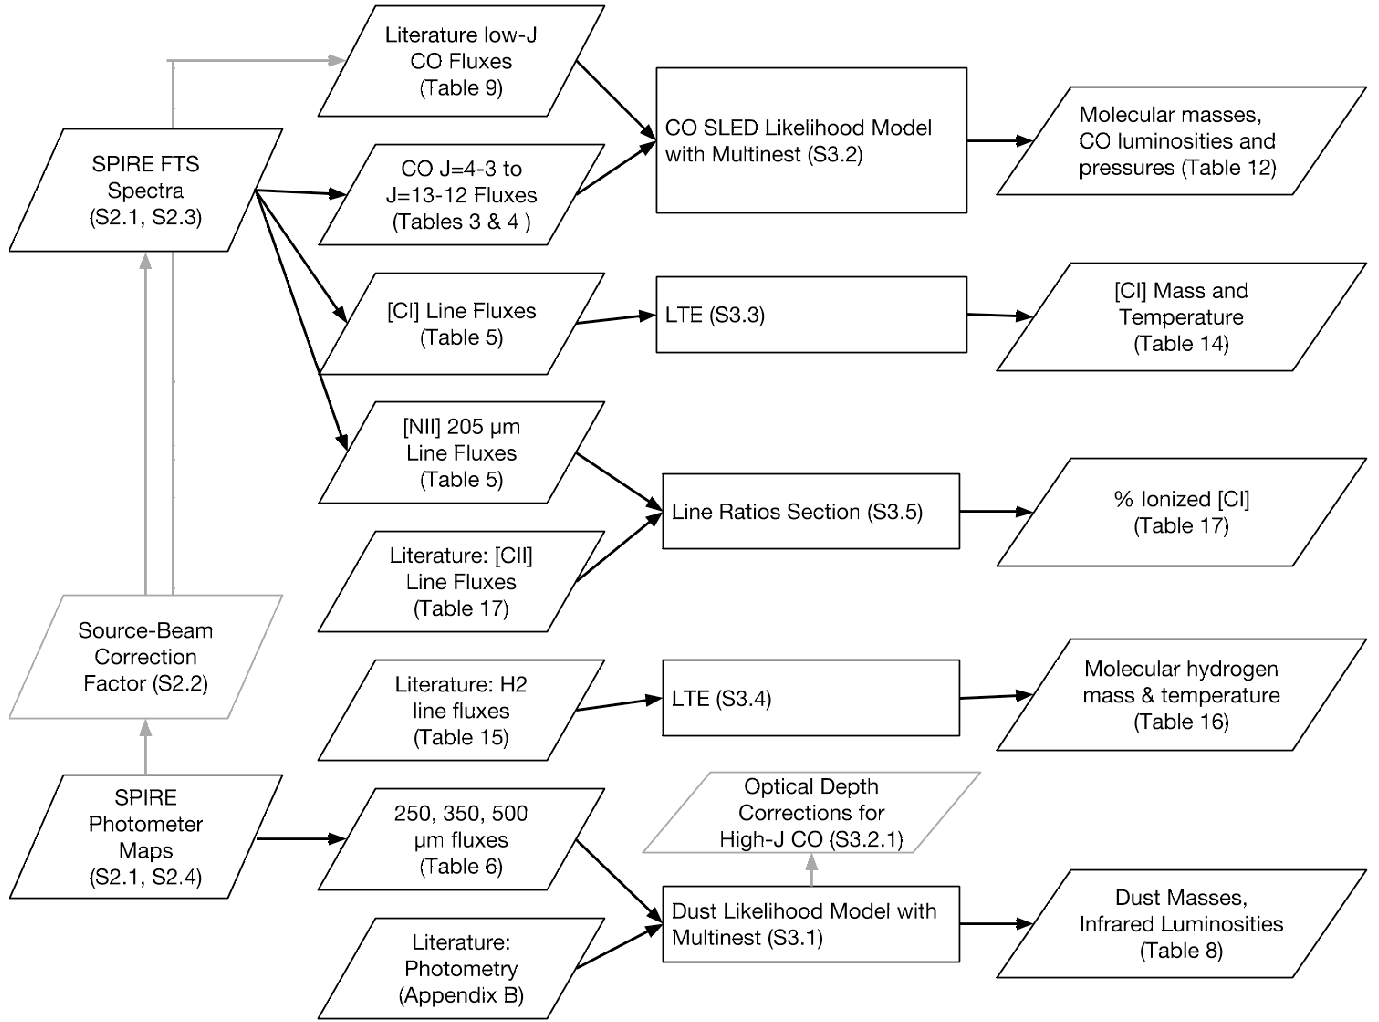 Literature low-J
CO Fluxes
(Table 9)
SPIRE FTS
Spectra
(S2.1, S2.3)
CO J=4-3 to
J=13-12 Fluxes
(Tables 3 & 4 )
CO SLED Likelihood Model
with Multinest (S3.2)
Molecular masses,
CO luminosities and
pressures (Table 12)
[CI] Line Fluxes
(Table 5)
LTE (S3.3)
[CI] Mass and
Temperature
(Table 14)
[NII] 205 µm
Line Fluxes
(Table 5)
Literature: [CII]
Line Fluxes
(Table 17)
Line Ratios Section (S3.5)
% Ionized [CI]
(Table 17)
Source-Beam
Correction
Factor (S2.2)
Literature: H2
line fluxes
(Table 15)
LTE (S3.4)
Molecular hydrogen
mass & temperature
(Table 16)
SPIRE
Photometer
Maps
(S2.1, S2.4)
250, 350, 500
µm fluxes
(Table 6)
Optical Depth
Corrections for
High-J CO (S3.2.1)
Literature:
Photometry
(Appendix B)
Dust Likelihood Model with
Multinest (S3.1)
Dust Masses,
Infrared Luminosities
(Table 8)